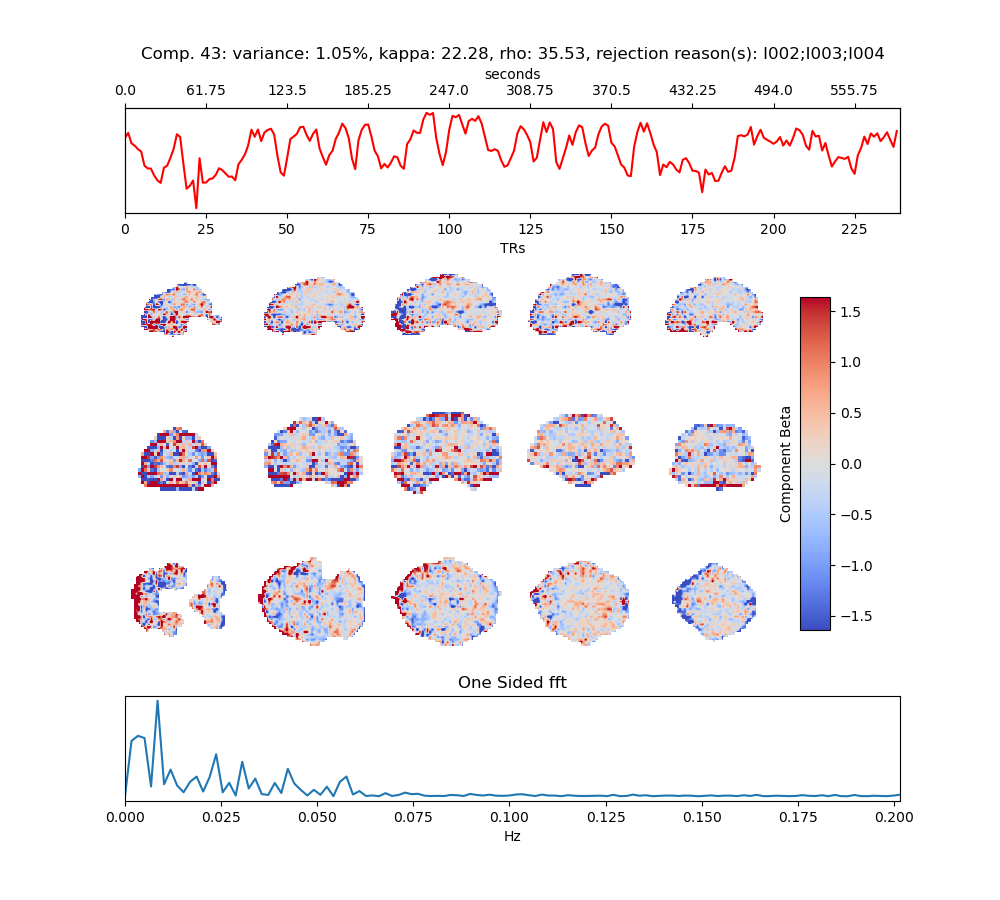 Comp. 43: variance: 1.05%, kappa: 22.28, rho: 35.53, rejection reason(s): I002;I003;I004
seconds
0.0 61.75 123.5 185.25 247.0 308.75 370.5 432.25 494.0 555.75
0 25 50 75 100 125 150 175 200 225
TRs
1.5
1.0
0.5
0.0
−0.5
−1.0
−1.5
Component Beta
One Sided fft
0.000 0.025 0.050 0.075 0.100 0.125 0.150 0.175 0.200
Hz